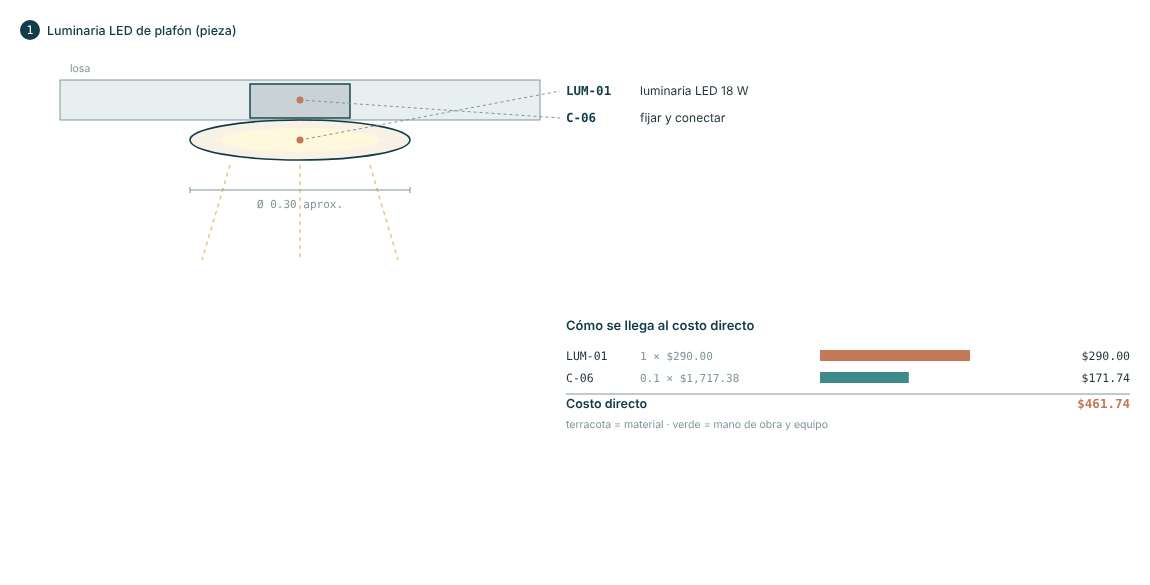 1 Luminaria LED de plafón (pieza)
losa
LUM-01 luminaria LED 18 W
C-06 fijar y conectar
Ø 0.30 aprox.
Cómo se llega al costo directo
LUM-01 1 × $290.00 $290.00
C-06 0.1 × $1,717.38 $171.74
Costo directo $461.74
terracota = material · verde = mano de obra y equipo